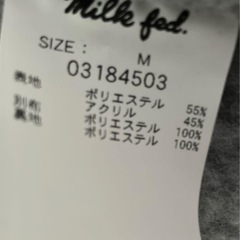 Milk fed.
SIZE: M
03184503
表地 ポリエステル 55%
アクリル 45%
別布 ポリエステル 100%
裏地 ポリエステル 100%